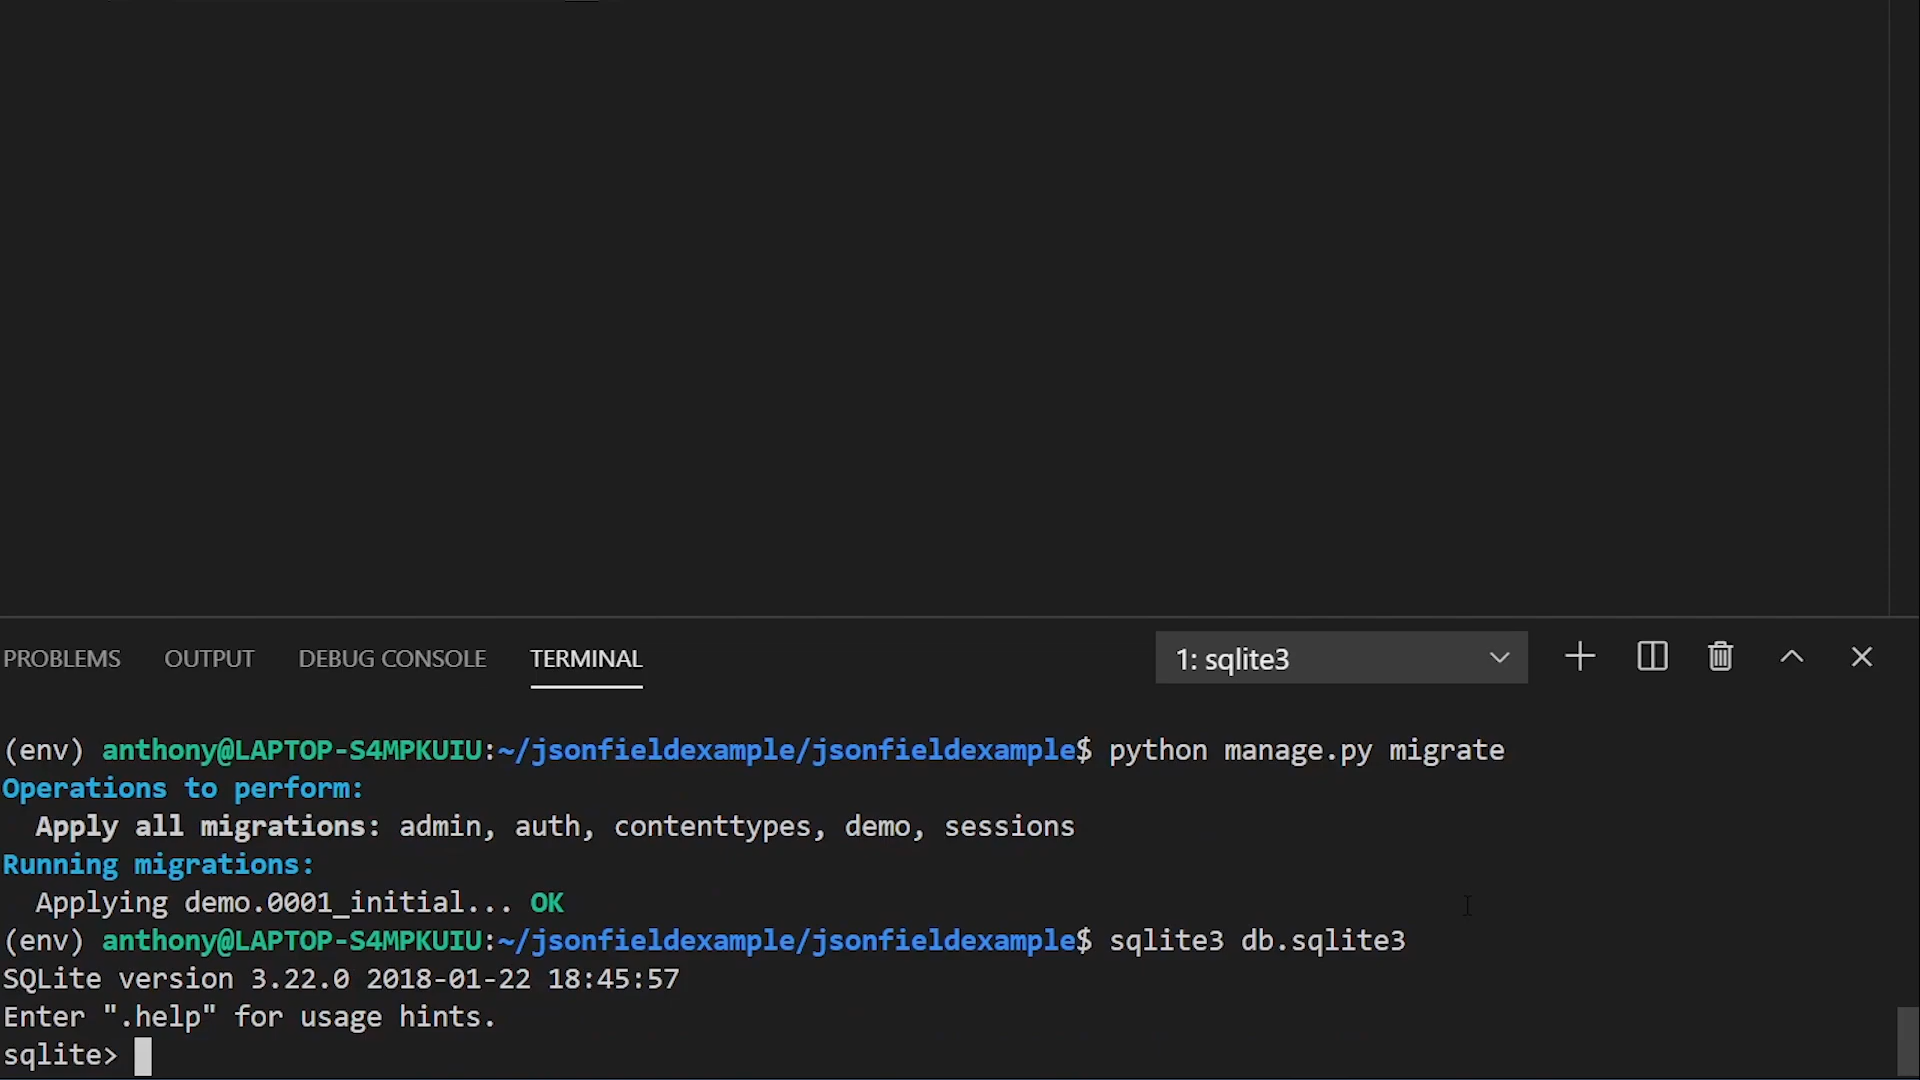 PROBLEMS OUTPUT DEBUG CONSOLE TERMINAL 1: sqlite3
(env) anthony@LAPTOP-S4MPKUIU:~/jsonfieldexample/jsonfieldexample$ python manage.py migrate
Operations to perform:
  Apply all migrations: admin, auth, contenttypes, demo, sessions
Running migrations:
  Applying demo.0001_initial... OK
(env) anthony@LAPTOP-S4MPKUIU:~/jsonfieldexample/jsonfieldexample$ sqlite3 db.sqlite3
SQLite version 3.22.0 2018-01-22 18:45:57
Enter ".help" for usage hints.
sqlite>